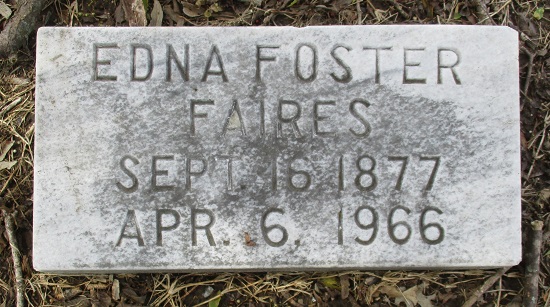 EDNA FOSTER
FAIRES
SEPT. 16 1877
APR. 6, 1966